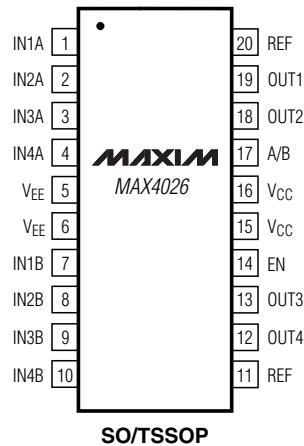 IN1A 1 20 REF
IN2A 2 19 OUT1
IN3A 3 18 OUT2
IN4A 4 MAXIM 17 A/B
VEE 5 MAX4026 16 VCC
VEE 6 15 VCC
IN1B 7 14 EN
IN2B 8 13 OUT3
IN3B 9 12 OUT4
IN4B 10 11 REF
SO/TSSOP